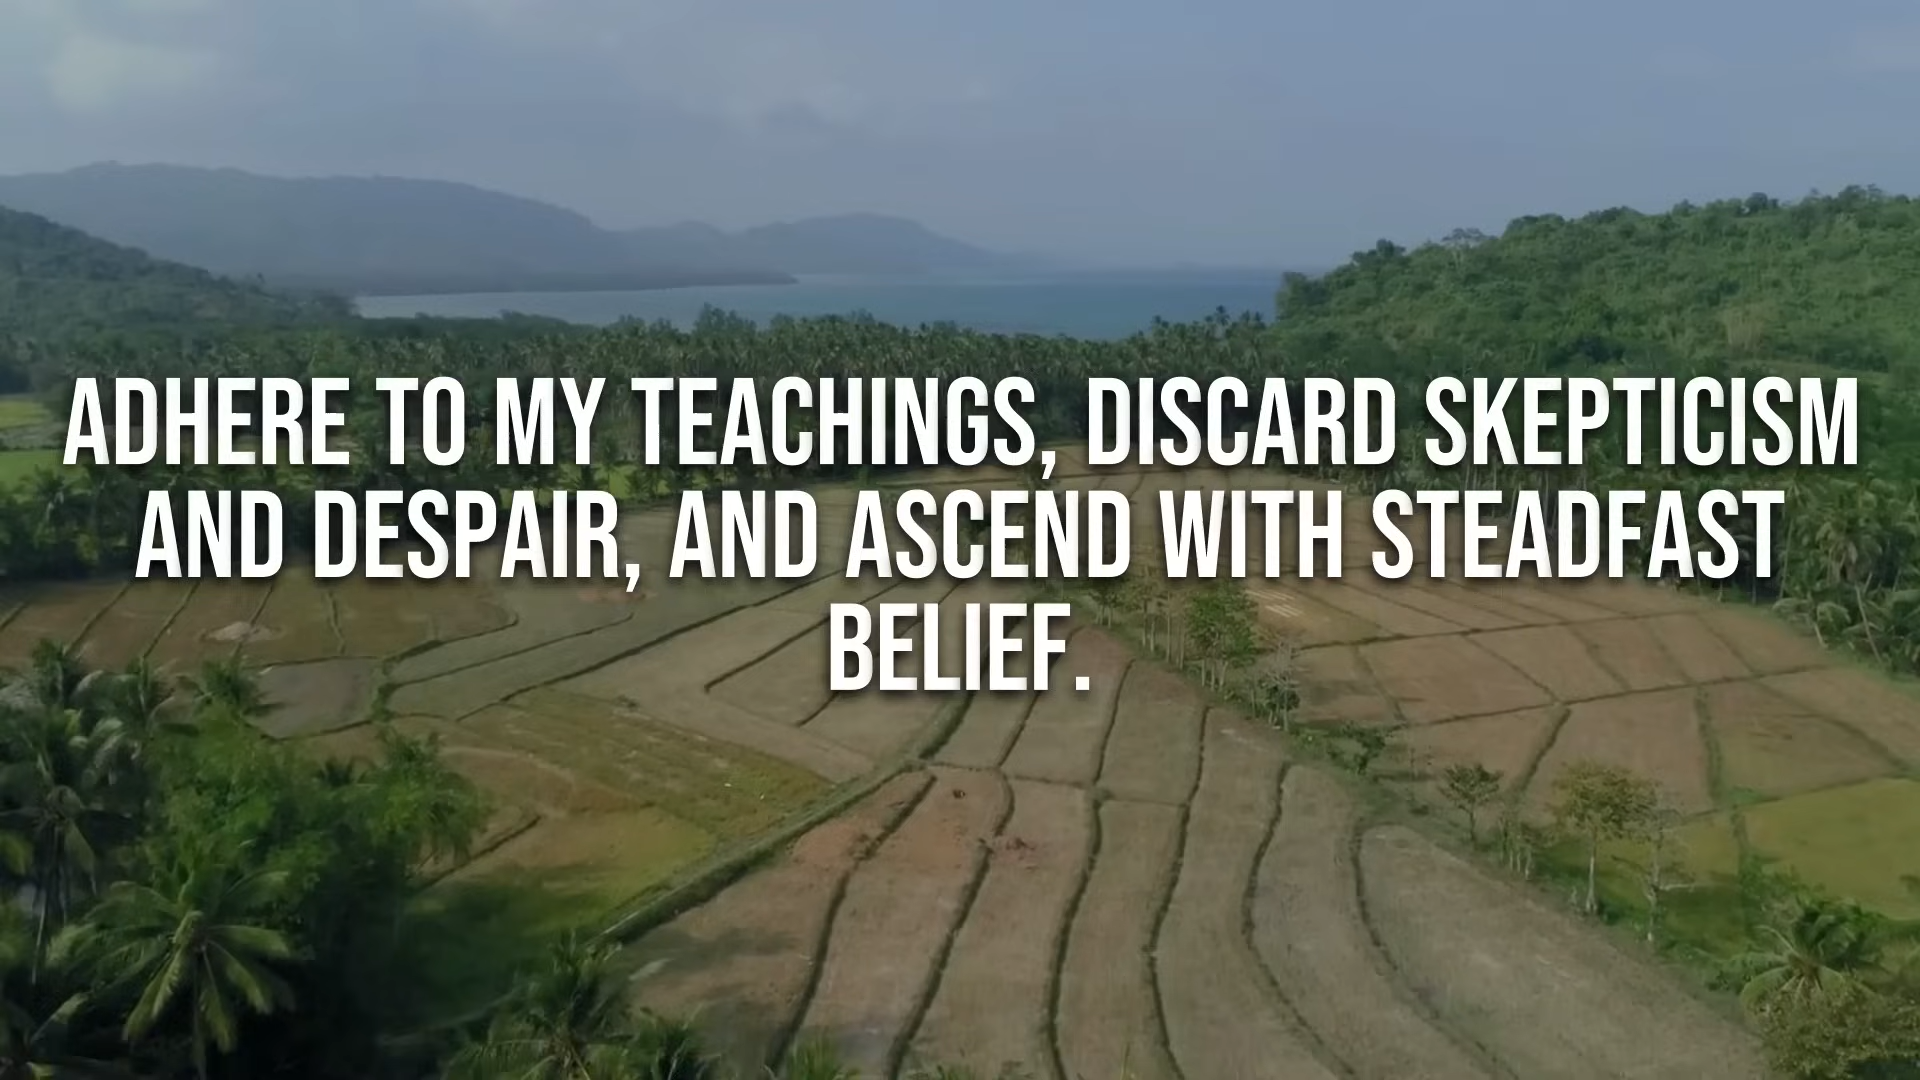 ADHERE TO MY TEACHINGS, DISCARD SKEPTICISM
AND DESPAIR, AND ASCEND WITH STEADFAST
BELIEF.